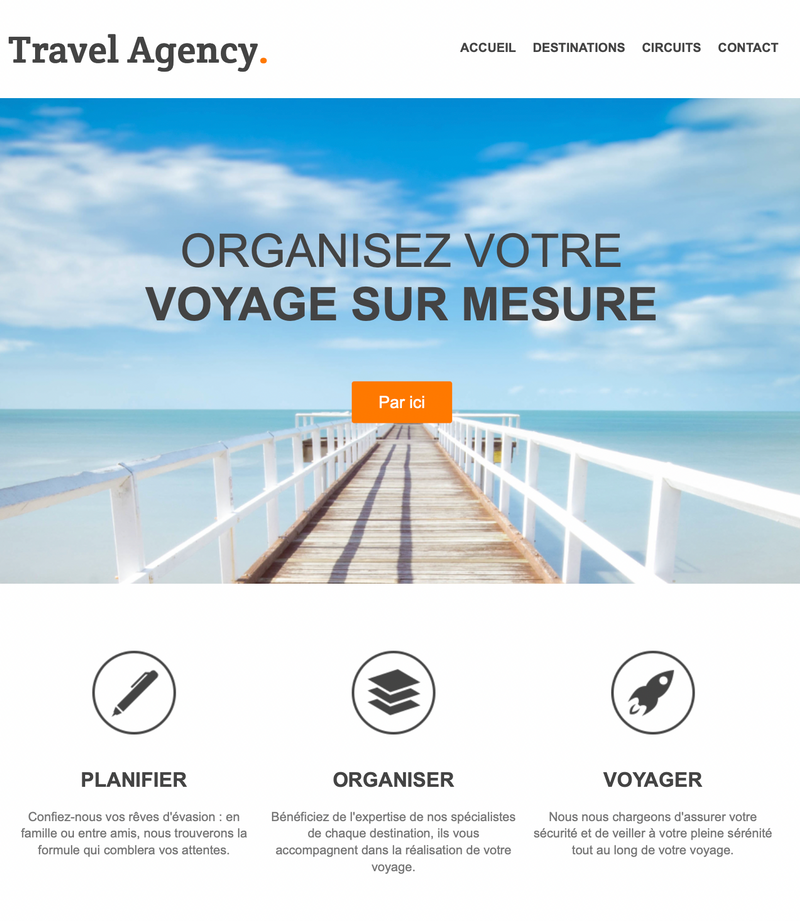 Travel Agency.
ACCUEIL DESTINATIONS CIRCUITS CONTACT
ORGANISEZ VOTRE
VOYAGE SUR MESURE
Par ici
PLANIFIER
Confiez-nous vos rêves d'évasion : en
famille ou entre amis, nous trouverons la
formule qui comblera vos attentes.
ORGANISER
Bénéficiez de l'expertise de nos spécialistes
de chaque destination, ils vous
accompagnent dans la réalisation de votre
voyage.
VOYAGER
Nous nous chargeons d'assurer votre
sécurité et de veiller à votre pleine sérénité
tout au long de votre voyage.